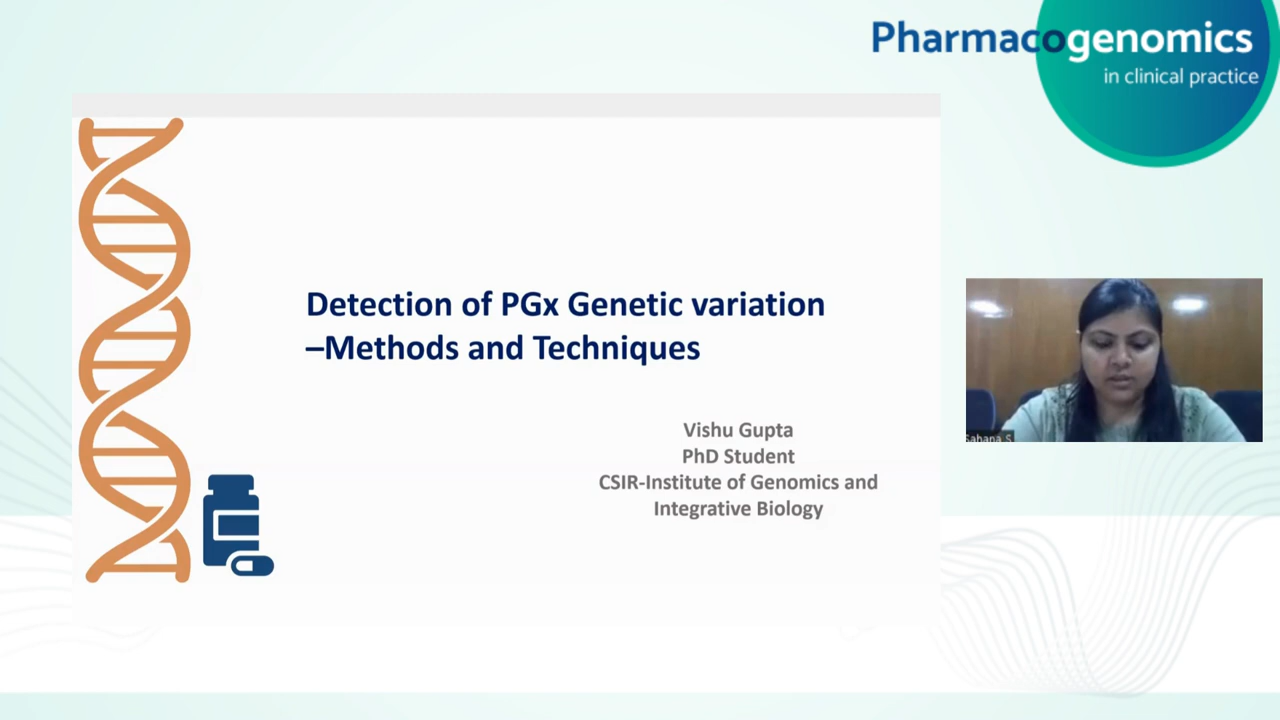 Pharmacogenomics
in clinical practice
Detection of PGx Genetic variation
–Methods and Techniques
Vishu Gupta
PhD Student
CSIR-Institute of Genomics and
Integrative Biology
Sahana S